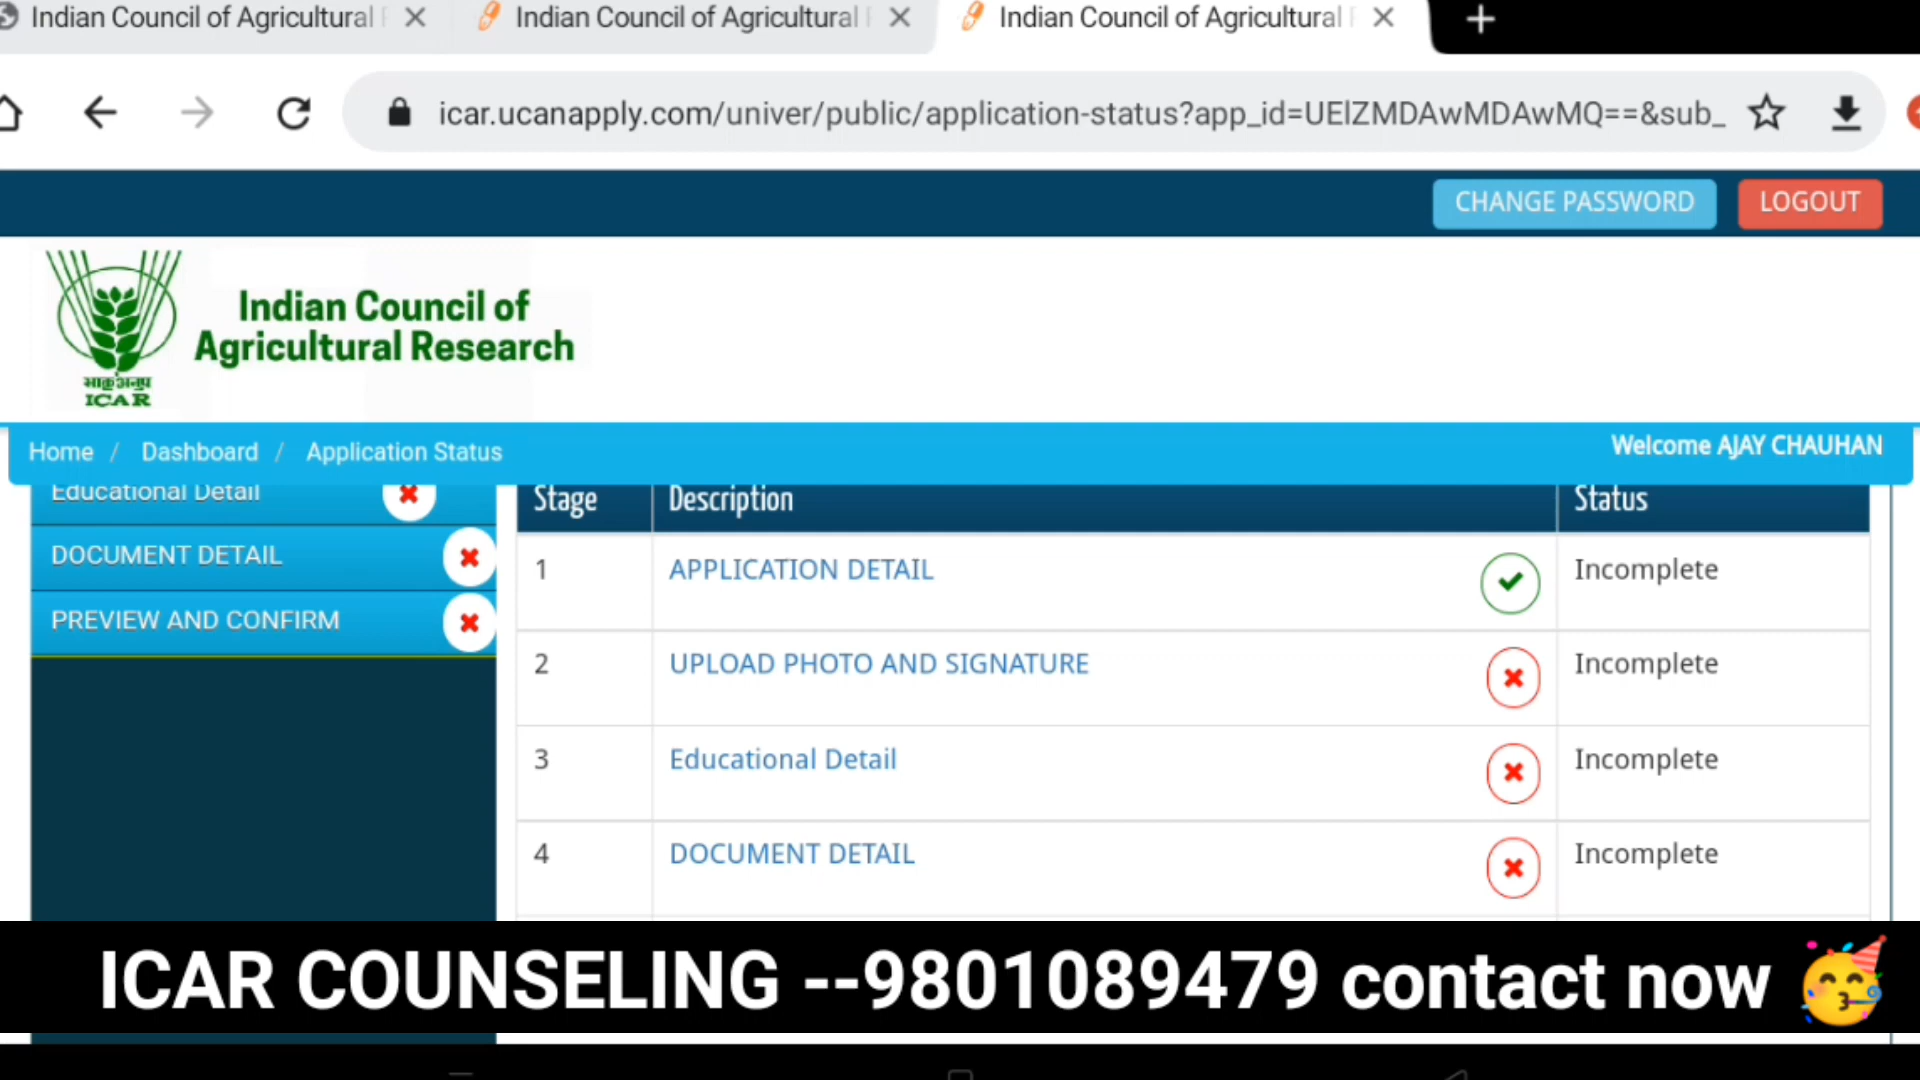 Indian Council of Agricultural
Indian Council of Agricultural
Indian Council of Agricultural
icar.ucanapply.com/univer/public/application-status?app_id=UElZMDAwMDAwMQ==&sub_
CHANGE PASSWORD
LOGOUT
Indian Council of
Agricultural Research
भाकृअनुप
ICAR
Home / Dashboard / Application Status
Welcome AJAY CHAUHAN
Educational Detail
DOCUMENT DETAIL
PREVIEW AND CONFIRM
Stage Description Status
1 APPLICATION DETAIL Incomplete
2 UPLOAD PHOTO AND SIGNATURE Incomplete
3 Educational Detail Incomplete
4 DOCUMENT DETAIL Incomplete
ICAR COUNSELING --9801089479 contact now 🥳